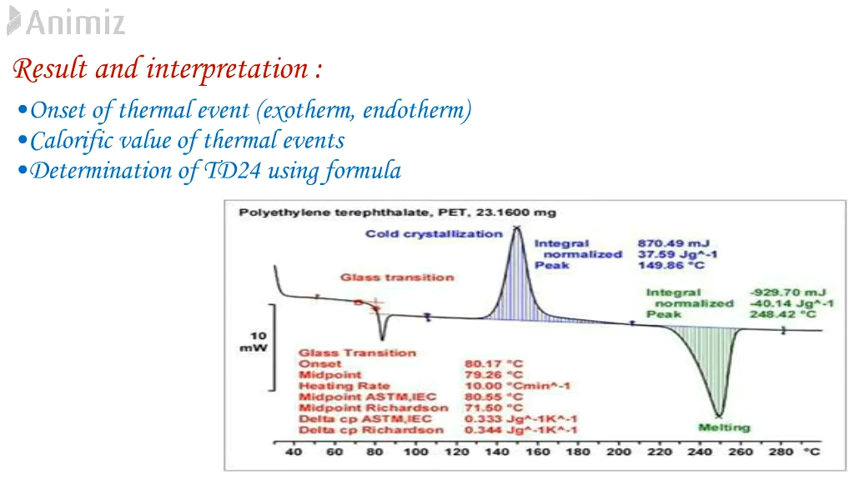 Animiz
Result and interpretation :
•Onset of thermal event (exotherm, endotherm)
•Calorific value of thermal events
•Determination of TD24 using formula
Polyethylene terephthalate, PET, 23.1600 mg
Cold crystallization
Integral 870.49 mJ
normalized 37.59 Jg^-1
Peak 149.86 °C
Glass transition
Integral -929.70 mJ
normalized -40.14 Jg^-1
Peak 248.42 °C
10
mW
Glass Transition
Onset 80.17 °C
Midpoint 79.26 °C
Heating Rate 10.00 °Cmin^-1
Midpoint ASTM,IEC 80.55 °C
Midpoint Richardson 71.50 °C
Delta cp ASTM,IEC 0.333 Jg^-1K^-1
Delta cp Richardson 0.344 Jg^-1K^-1
Melting
40 60 80 100 120 140 160 180 200 220 240 260 280 °C